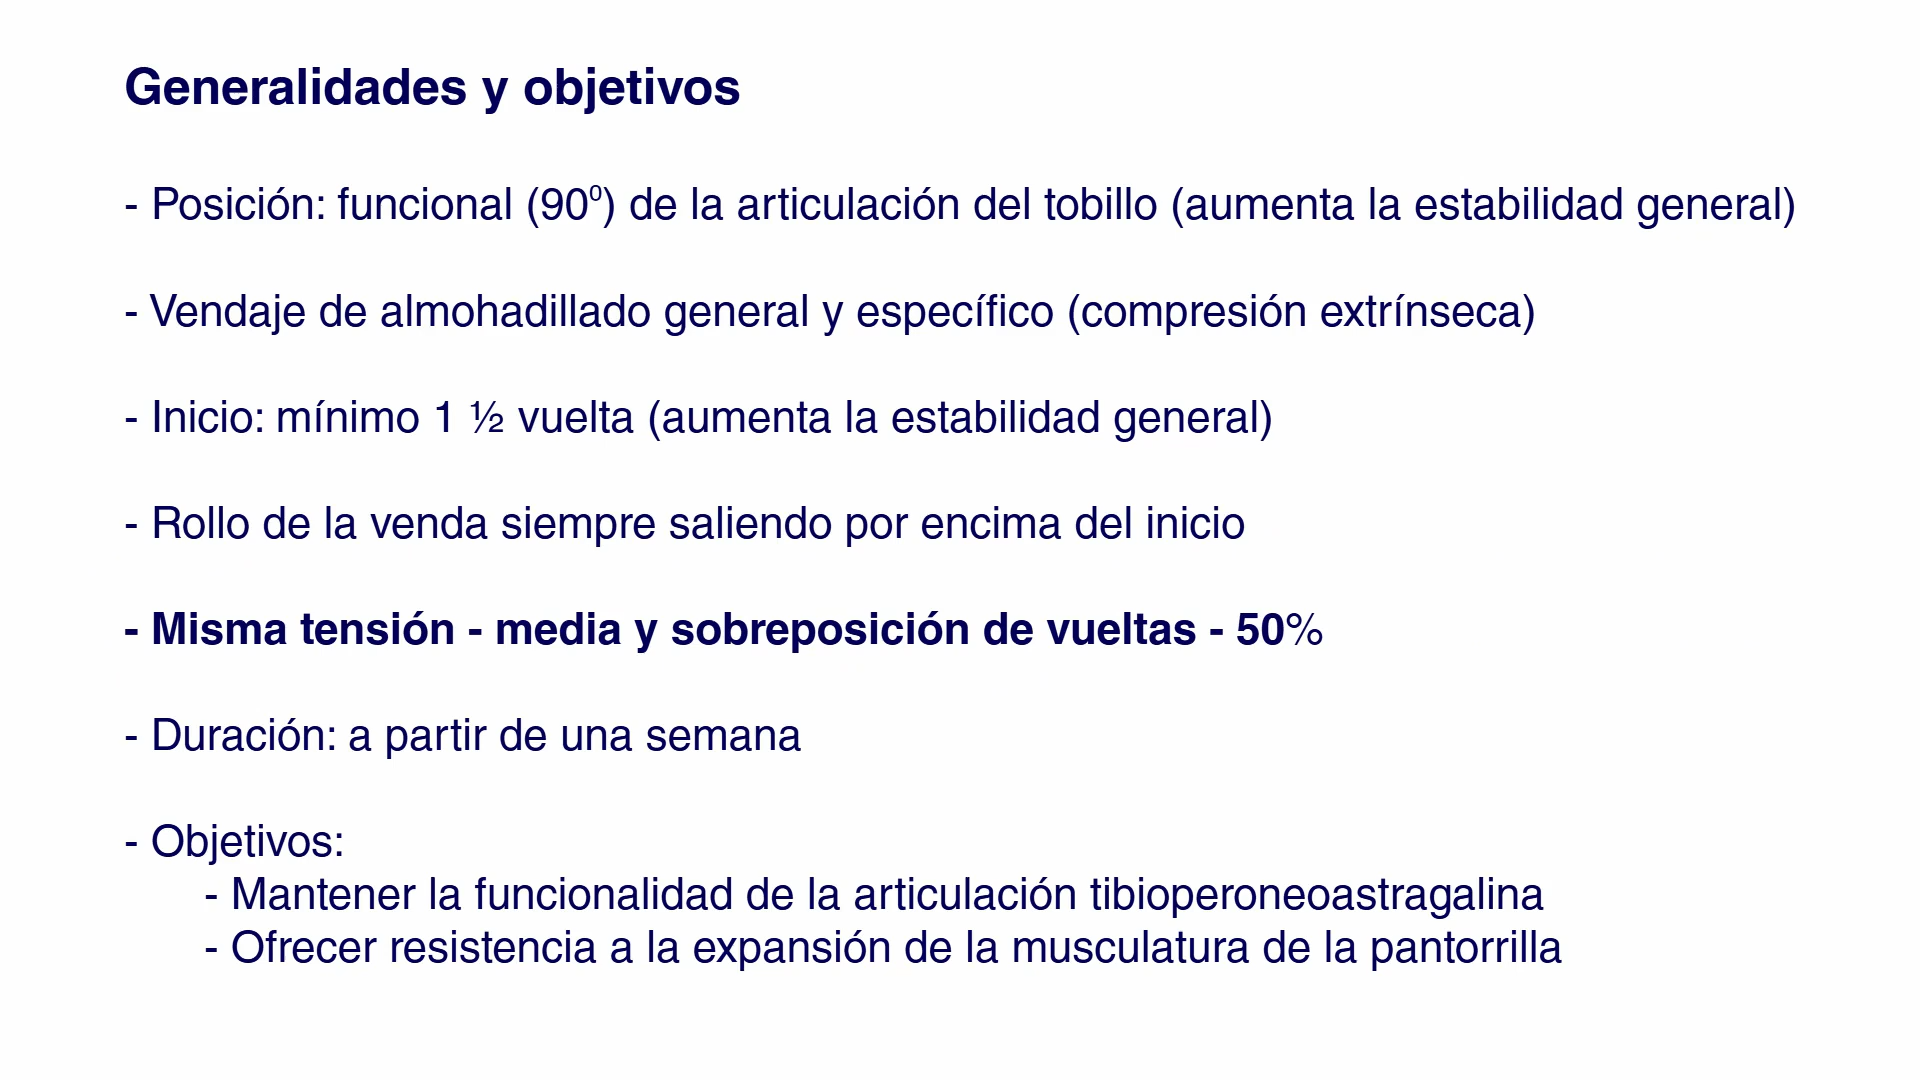 Generalidades y objetivos
- Posición: funcional (90⁰) de la articulación del tobillo (aumenta la estabilidad general)
- Vendaje de almohadillado general y específico (compresión extrínseca)
- Inicio: mínimo 1 ½ vuelta (aumenta la estabilidad general)
- Rollo de la venda siempre saliendo por encima del inicio
- Misma tensión - media y sobreposición de vueltas - 50%
- Duración: a partir de una semana
- Objetivos:
- Mantener la funcionalidad de la articulación tibioperoneoastragalina
- Ofrecer resistencia a la expansión de la musculatura de la pantorrilla